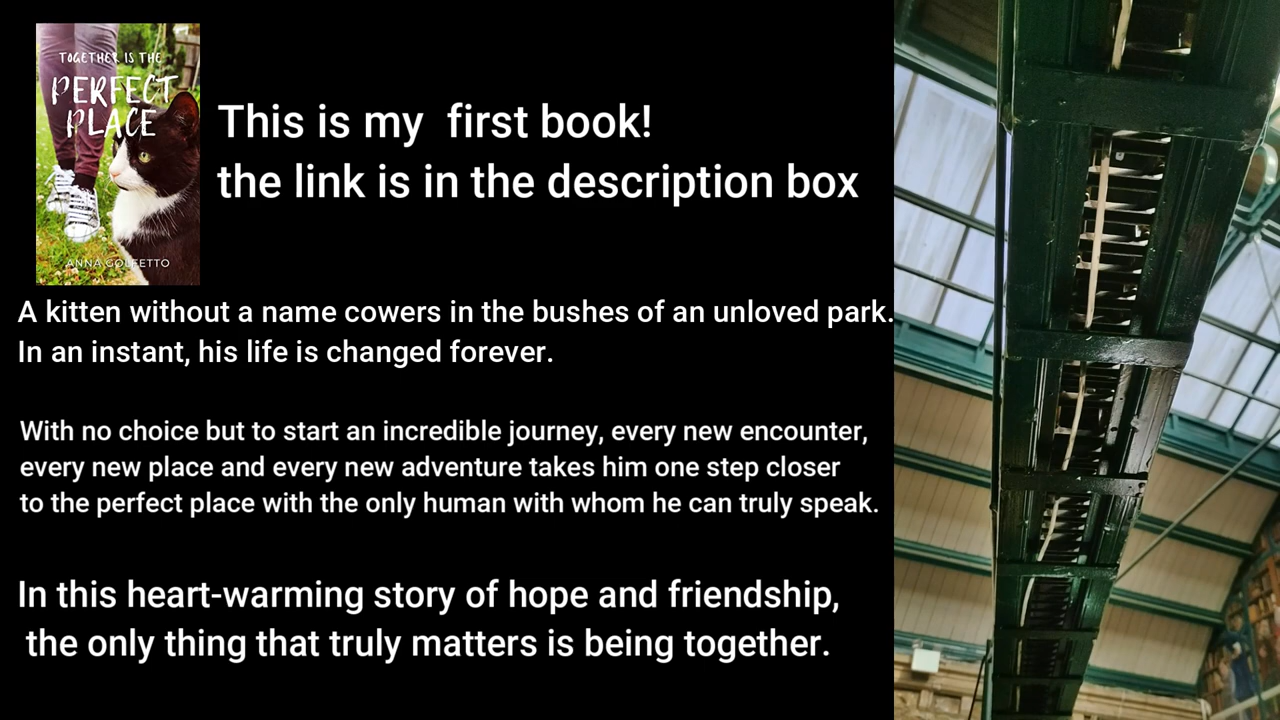 TOGETHER IS THE
PERFECT
PLACE
ANNA GOLFETTO
This is my  first book!
the link is in the description box
A kitten without a name cowers in the bushes of an unloved park.
In an instant, his life is changed forever.
With no choice but to start an incredible journey, every new encounter,
every new place and every new adventure takes him one step closer
to the perfect place with the only human with whom he can truly speak.
In this heart-warming story of hope and friendship,
the only thing that truly matters is being together.